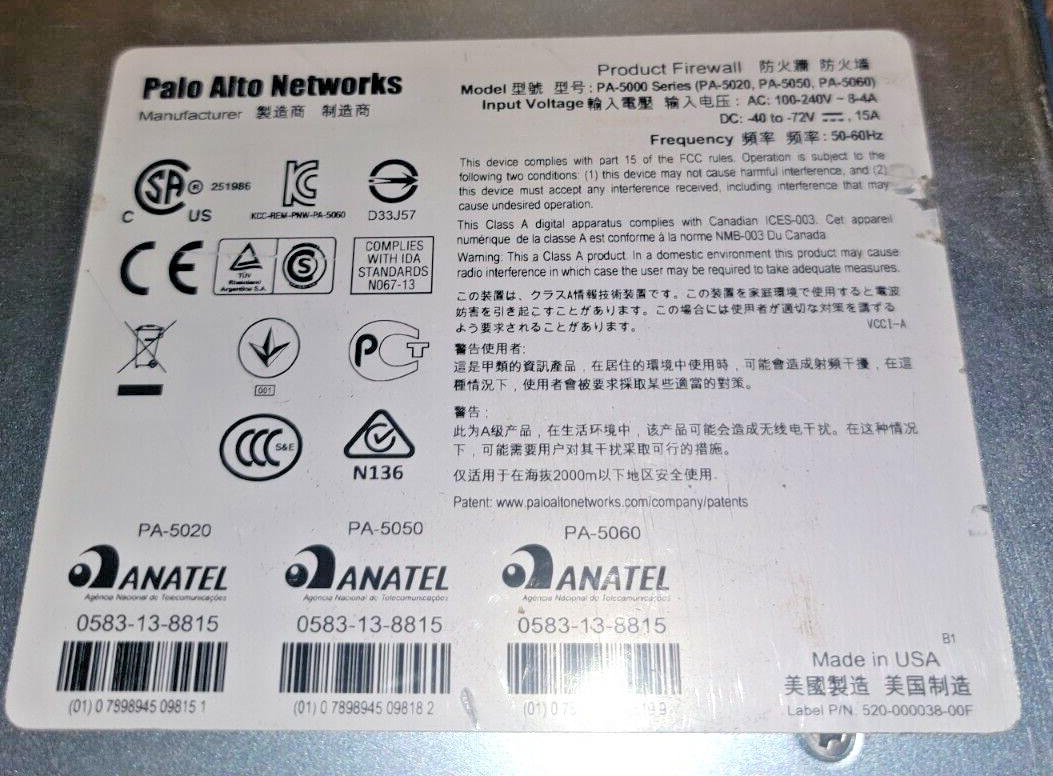 Palo Alto Networks
Manufacturer 製造商 制造商
Product Firewall 防火牆 防火墙
Model 型號 型号: PA-5000 Series (PA-5020, PA-5050, PA-5060)
Input Voltage 輸入電壓 输入电压: AC: 100-240V ~ 8-4A
DC: -40 to -72V ⎓, 15A
Frequency 頻率 频率: 50-60Hz
SA ® 251986
C US
KC
KCC-REM-PNW-PA-5060
D33J57
CE
TÜV
Rheinland
Argentina S.A.
S
COMPLIES
WITH IDA
STANDARDS
N067-13
001
PCT
CCC S&E
N136
This device complies with part 15 of the FCC rules. Operation is subject to the
following two conditions: (1) this device may not cause harmful interference, and (2)
this device must accept any interference received, including interference that may
cause undesired operation.
This Class A digital apparatus complies with Canadian ICES-003. Cet appareil
numérique de la classe A est conforme à la norme NMB-003 Du Canada
Warning: This a Class A product. In a domestic environment this product may cause
radio interference in which case the user may be required to take adequate measures.
この装置は、クラスA情報技術装置です。この装置を家庭環境で使用すると電波
妨害を引き起こすことがあります。この場合には使用者が適切な対策を講ずる
よう要求されることがあります。
VCCI-A
警告使用者:
這是甲類的資訊產品，在居住的環境中使用時，可能會造成射頻干擾，在這
種情況下，使用者會被要求採取某些適當的對策。
警告:
此为A级产品，在生活环境中，该产品可能会造成无线电干扰。在这种情况
下，可能需要用户对其干扰采取可行的措施。
仅适用于在海拔2000m以下地区安全使用.
Patent: www.paloaltonetworks.com/company/patents
PA-5020 PA-5050 PA-5060
ANATEL ANATEL ANATEL
Agência Nacional de Telecomunicações Agência Nacional de Telecomunicações Agência Nacional de Telecomunicações
0583-13-8815 0583-13-8815 0583-13-8815
(01) 0 7898945 09815 1 (01) 0 7898945 09818 2 (01) 0
B1
Made in USA
美國製造 美国制造
Label P/N. 520-000038-00F